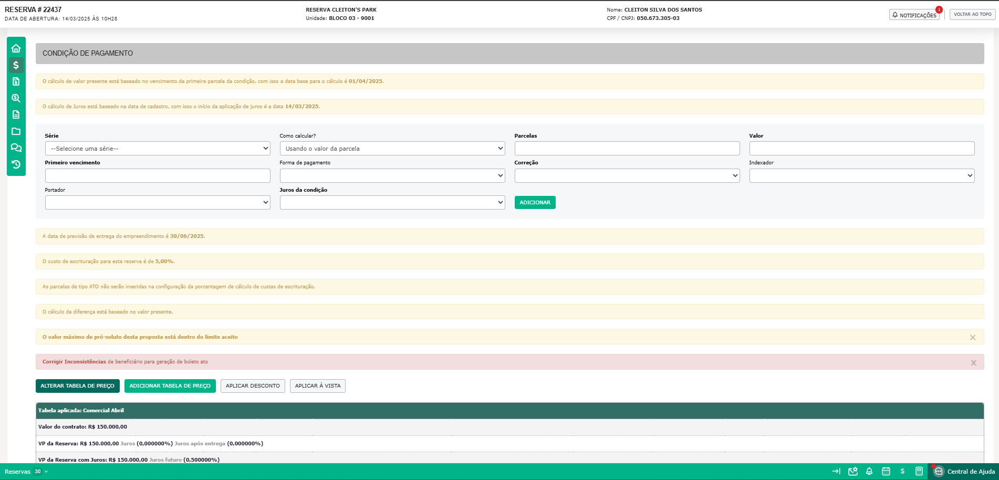 RESERVA # 22437
DATA DE ABERTURA: 14/03/2025 ÀS 10H28
RESERVA CLEITON'S PARK
Unidade: BLOCO 03 - 9001
Nome: CLEITON SILVA DOS SANTOS
CPF / CNPJ: 050.673.305-03
NOTIFICAÇÕES
1
VOLTAR AO TOPO
CONDIÇÃO DE PAGAMENTO
O cálculo de valor presente está baseado no vencimento da primeira parcela da condição, com isso a data base para o cálculo é 01/04/2025.
O cálculo de Juros está baseado na data de cadastro, com isso o início da aplicação de juros é a data 14/03/2025.
Série
Como calcular?
Parcelas
Valor
--Selecione uma série--
Usando o valor da parcela
Primeiro vencimento
Forma de pagamento
Correção
Indexador
Portador
Juros da condição
ADICIONAR
A data de previsão de entrega do empreendimento é 30/06/2025.
O custo de escrituração para esta reserva é de 5,00%.
As parcelas de tipo ATO não serão inseridas na configuração da porcentagem de cálculo de custas de escrituração.
O cálculo da diferença está baseado no valor presente.
O valor máximo de pró-soluto desta proposta está dentro do limite aceito
Corrigir Inconsistências de beneficiário para geração de boleto ato
ALTERAR TABELA DE PREÇO
ADICIONAR TABELA DE PREÇO
APLICAR DESCONTO
APLICAR À VISTA
Tabela aplicada: Comercial Abril
Valor do contrato: R$ 150.000,00
VP da Reserva: R$ 150.000,00 Juros (0,000000%) Juros após entrega (0,000000%)
VP da Reserva com Juros: R$ 150.000,00 Juros futuro (0,500000%)
Reservas 30
Central de Ajuda